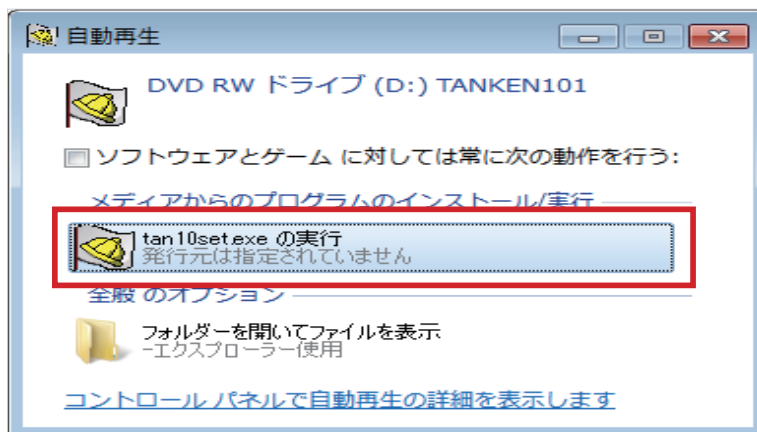 自動再生
DVD RW ドライブ (D:) TANKEN101
ソフトウェアとゲーム に対しては常に次の動作を行う:
メディアからのプログラムのインストール/実行
tan10set.exe の実行
発行元は指定されていません
全般 のオプション
フォルダーを開いてファイルを表示
-エクスプローラー使用
コントロール パネルで自動再生の詳細を表示します